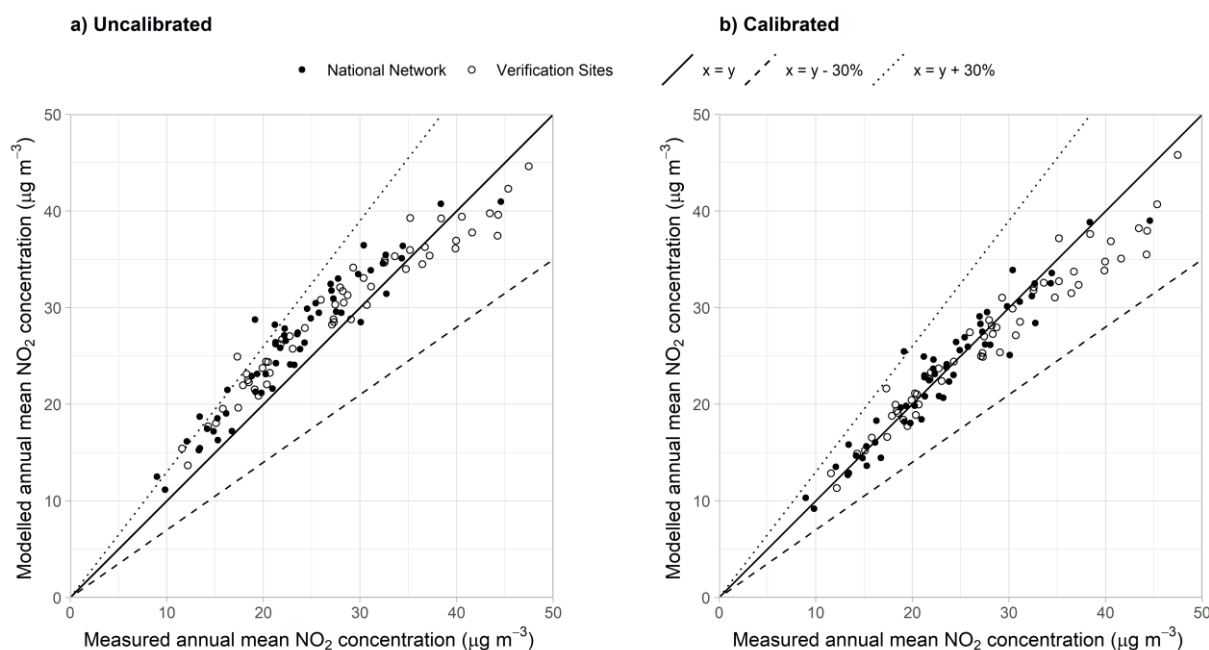 a) Uncalibrated
b) Calibrated
National Network
Verification Sites
x = y
x = y - 30%
x = y + 30%
Modelled annual mean NO₂ concentration (μg m⁻³)
50
40
30
20
10
0
0 10 20 30 40 50
Measured annual mean NO₂ concentration (μg m⁻³)
Modelled annual mean NO₂ concentration (μg m⁻³)
50
40
30
20
10
0
0 10 20 30 40 50
Measured annual mean NO₂ concentration (μg m⁻³)